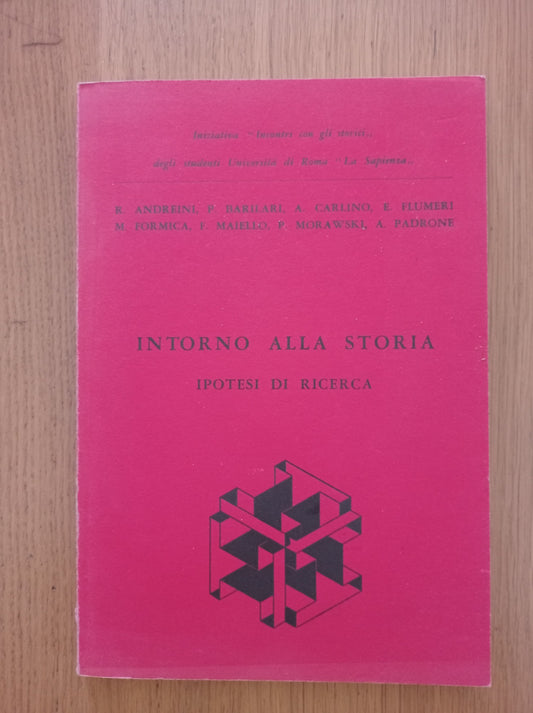 Iniziativa "Incontri con gli storici„
degli studenti Università di Roma "La Sapienza„
R. ANDREINI, P. BARILARI, A. CARLINO, E. FLUMERI
M. FORMICA, F. MAIELLO, P. MORAWSKI, A. PADRONE
INTORNO ALLA STORIA
IPOTESI DI RICERCA